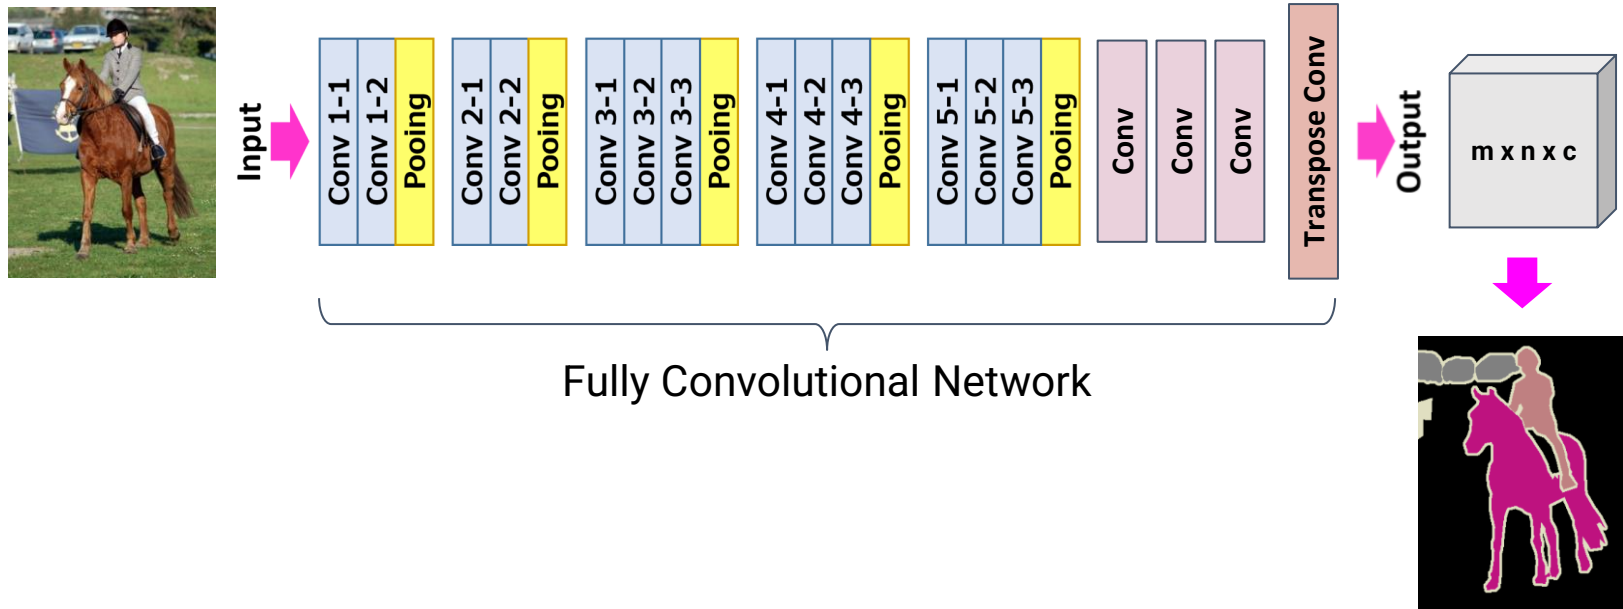 Input
Conv 1-1
Conv 1-2
Pooing
Conv 2-1
Conv 2-2
Pooing
Conv 3-1
Conv 3-2
Conv 3-3
Pooing
Conv 4-1
Conv 4-2
Conv 4-3
Pooing
Conv 5-1
Conv 5-2
Conv 5-3
Pooing
Conv
Conv
Conv
Transpose Conv
Output
m x n x c
Fully Convolutional Network